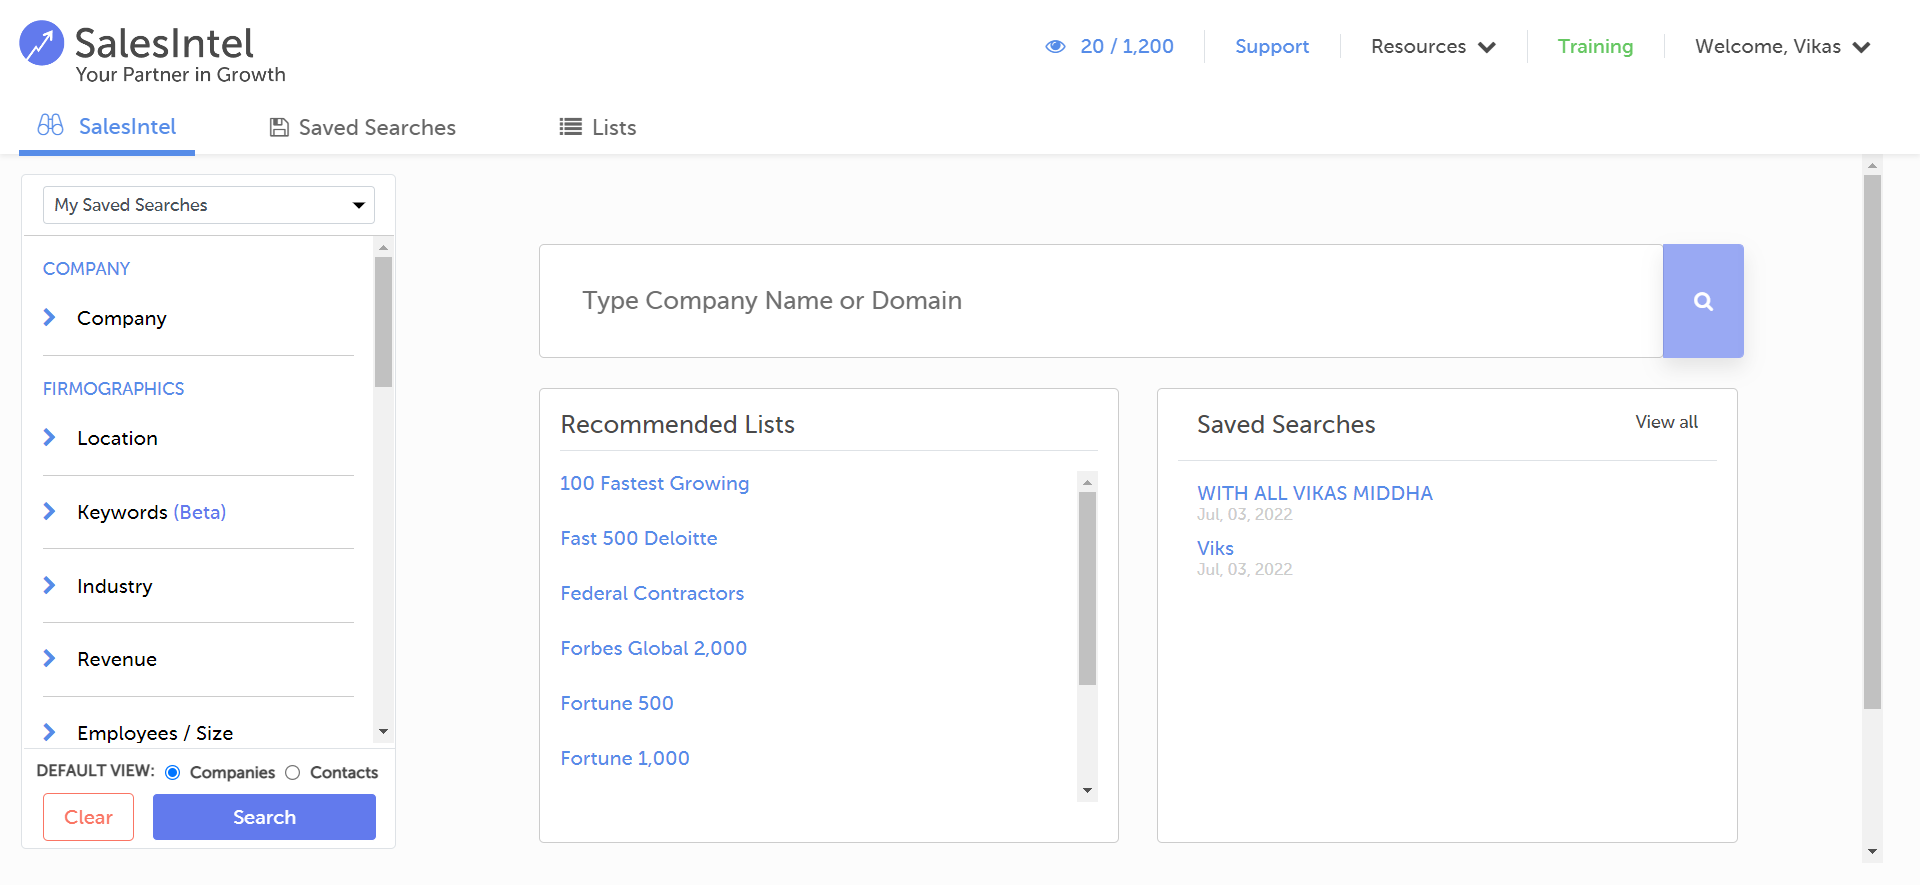 SalesIntel
Your Partner in Growth
20 / 1,200
Support
Resources
Training
Welcome, Vikas
SalesIntel
Saved Searches
Lists
My Saved Searches
COMPANY
Company
FIRMOGRAPHICS
Location
Keywords (Beta)
Industry
Revenue
Employees / Size
DEFAULT VIEW: Companies Contacts
Clear
Search
Type Company Name or Domain
Recommended Lists
100 Fastest Growing
Fast 500 Deloitte
Federal Contractors
Forbes Global 2,000
Fortune 500
Fortune 1,000
Saved Searches
View all
WITH ALL VIKAS MIDDHA
Jul, 03, 2022
Viks
Jul, 03, 2022